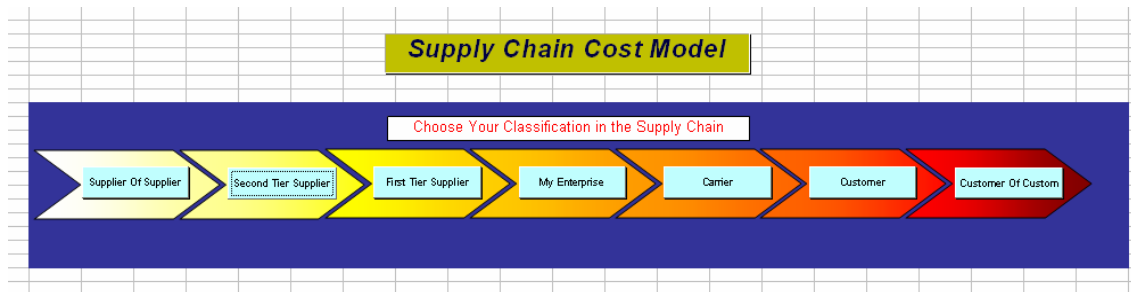 Supply Chain Cost Model
Choose Your Classification in the Supply Chain
Supplier Of Supplier
Second Tier Supplier
First Tier Supplier
My Enterprise
Carrier
Customer
Customer Of Custom